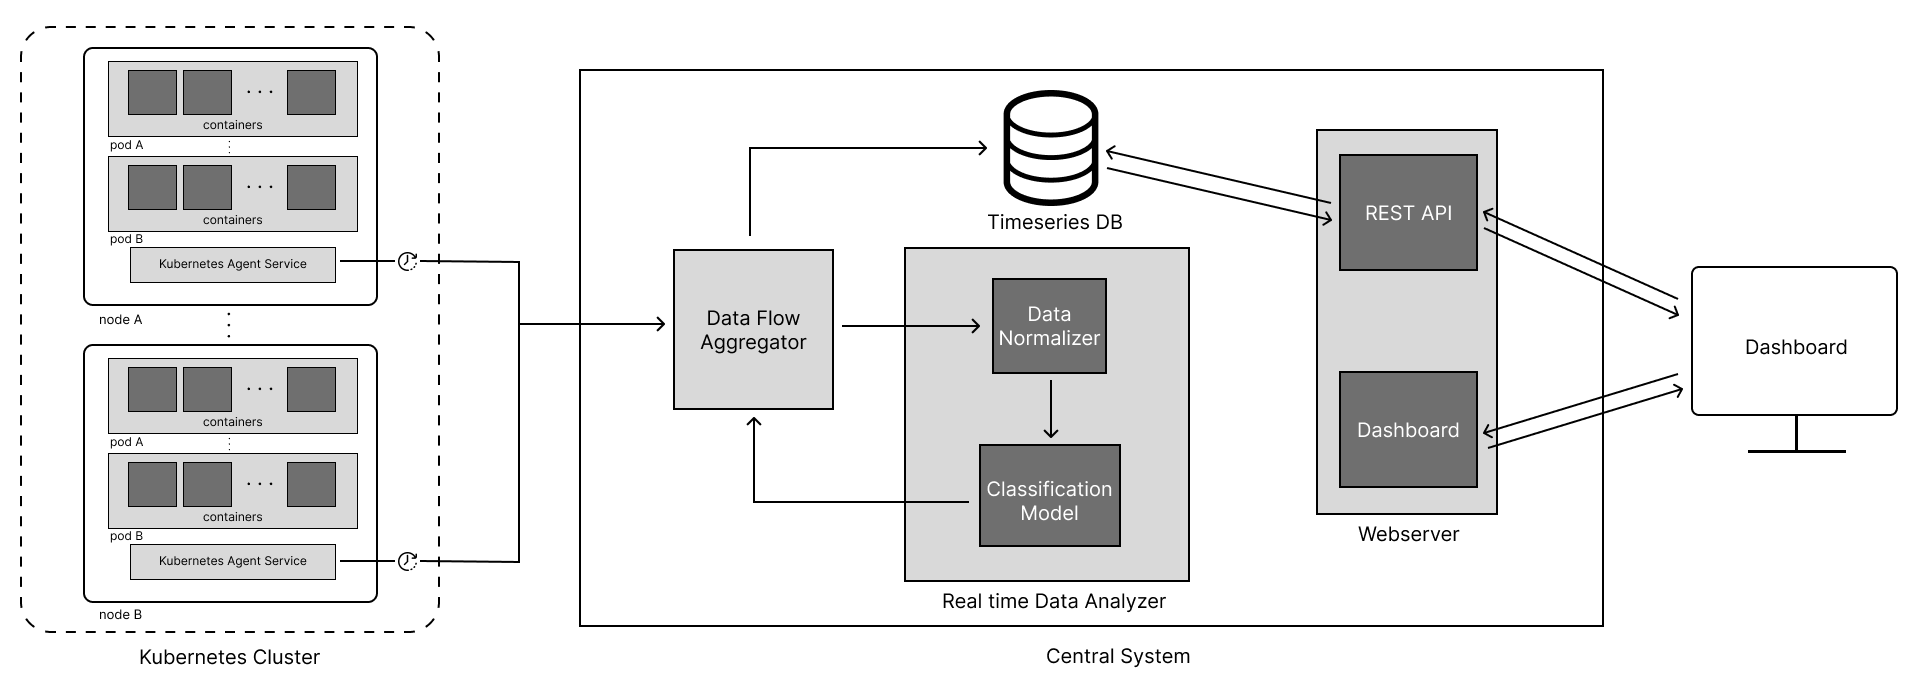 containers
pod A
containers
pod B
Kubernetes Agent Service
node A
containers
pod A
containers
pod B
Kubernetes Agent Service
node B
Kubernetes Cluster
Data Flow
Aggregator
Timeseries DB
Data
Normalizer
Classification
Model
Real time Data Analyzer
REST API
Dashboard
Webserver
Central System
Dashboard